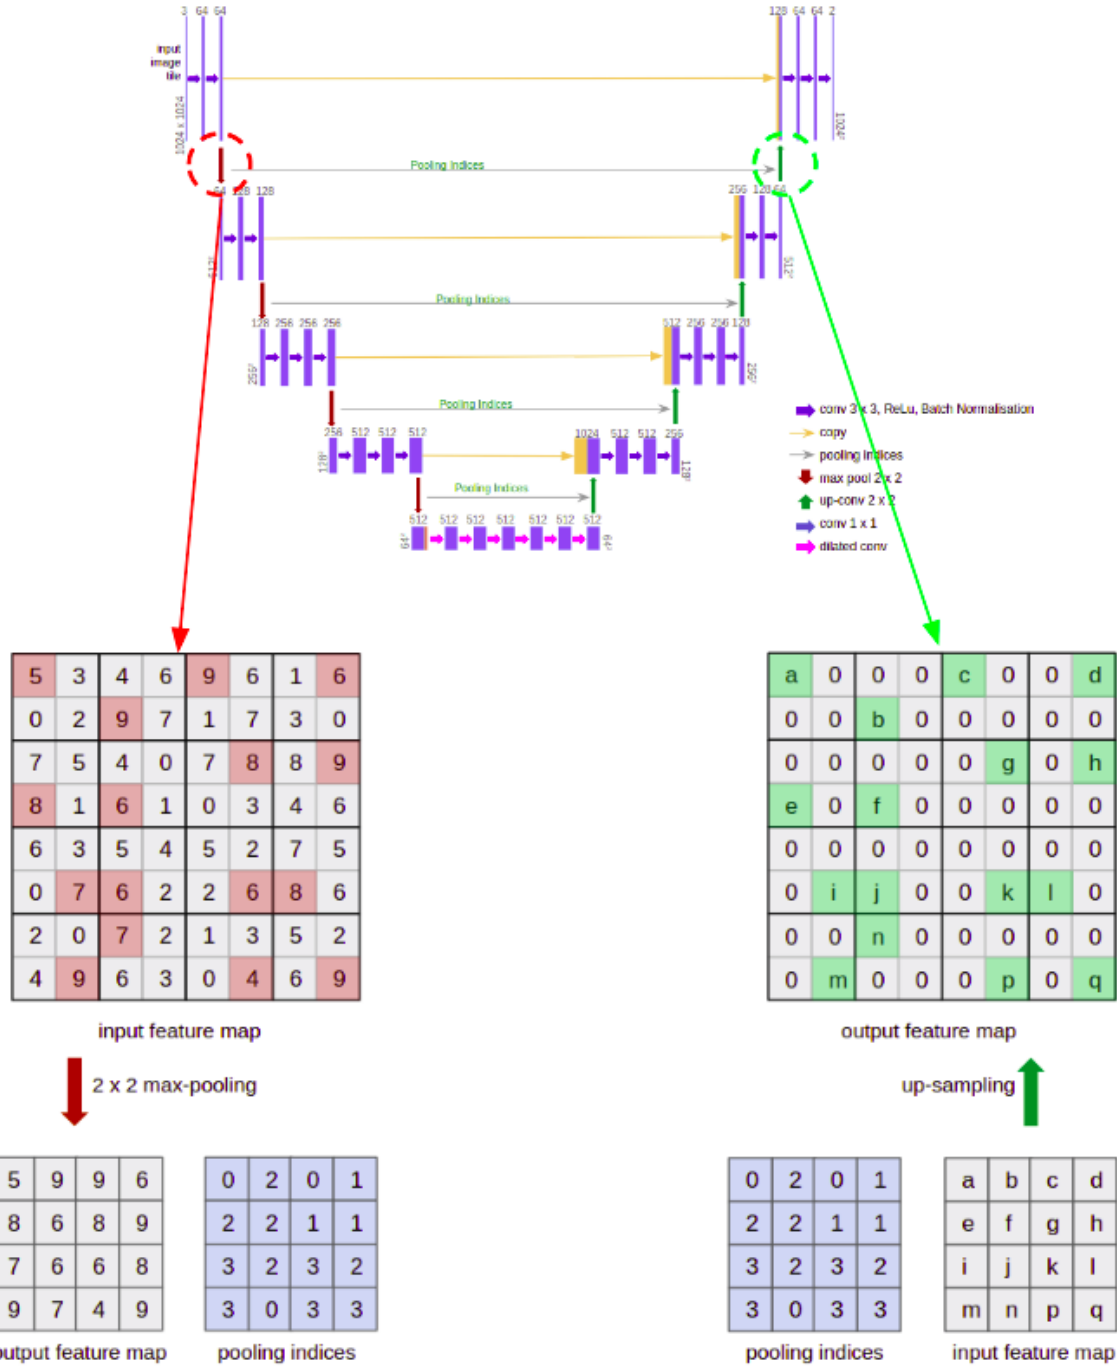 3 64 64
128 64 64 2
input
image
tile
1024 x 1024
1024²
Pooling Indices
64 128 128
256 128 64
512²
512²
Pooling Indices
128 256 256 256
512 256 256 128
256²
256²
Pooling Indices
256 512 512 512
1024 512 512 256
128²
128²
Pooling Indices
512 512 512 512 512 512 512
64²
64²
conv 3 x 3, ReLu, Batch Normalisation
copy
pooling indices
max pool 2 x 2
up-conv 2 x 2
conv 1 x 1
dilated conv
5 3 4 6 9 6 1 6
0 2 9 7 1 7 3 0
7 5 4 0 7 8 8 9
8 1 6 1 0 3 4 6
6 3 5 4 5 2 7 5
0 7 6 2 2 6 8 6
2 0 7 2 1 3 5 2
4 9 6 3 0 4 6 9
input feature map
2 x 2 max-pooling
5 9 9 6
8 6 8 9
7 6 6 8
9 7 4 9
output feature map
0 2 0 1
2 2 1 1
3 2 3 2
3 0 3 3
pooling indices
a 0 0 0 c 0 0 d
0 0 b 0 0 0 0 0
0 0 0 0 0 g 0 h
e 0 f 0 0 0 0 0
0 0 0 0 0 0 0 0
0 i j 0 0 k l 0
0 0 n 0 0 0 0 0
0 m 0 0 0 p 0 q
output feature map
up-sampling
0 2 0 1
2 2 1 1
3 2 3 2
3 0 3 3
pooling indices
a b c d
e f g h
i j k l
m n p q
input feature map